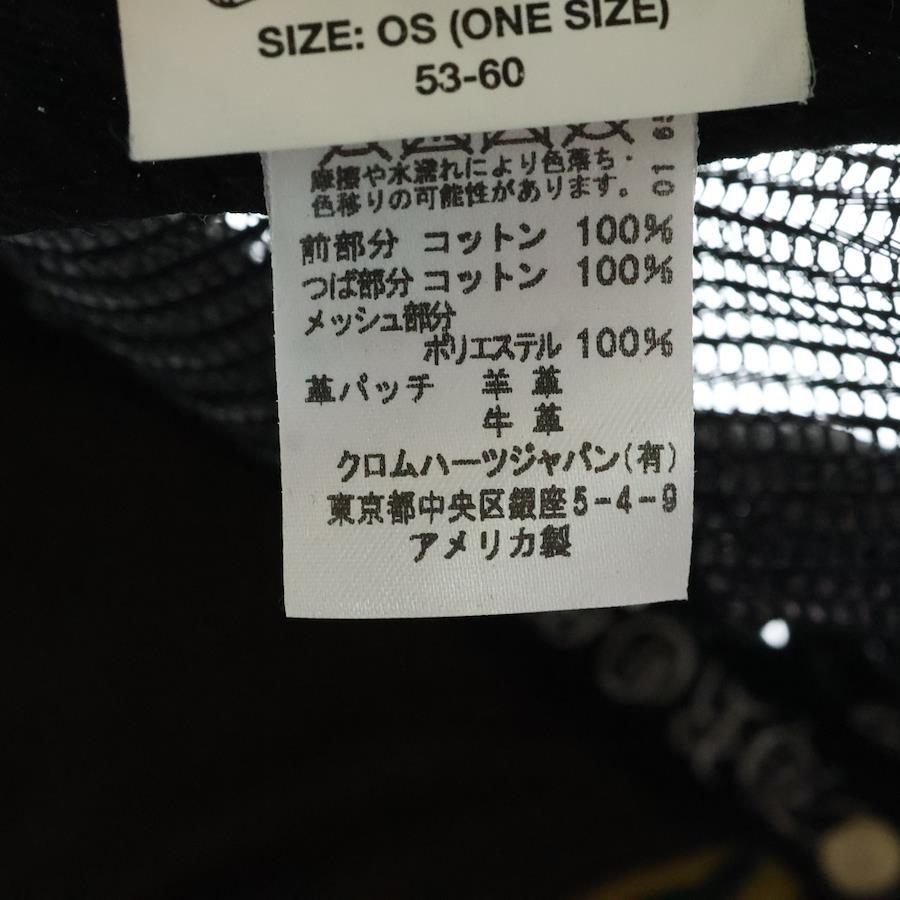 SIZE: OS (ONE SIZE)
53-60
摩擦や水濡れにより色落ち・
色移りの可能性があります。
01
前部分 コットン 100%
つば部分 コットン 100%
メッシュ部分
ポリエステル 100%
革パッチ 羊革
牛革
クロムハーツジャパン(有)
東京都中央区銀座5-4-9
アメリカ製